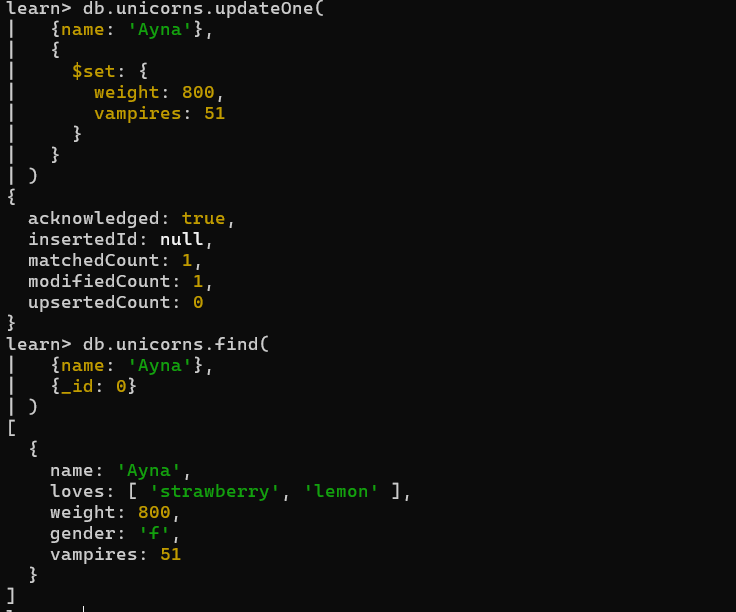 learn> db.unicorns.updateOne(
|   {name: 'Ayna'},
|   {
|     $set: {
|       weight: 800,
|       vampires: 51
|     }
|   }
| )
{
  acknowledged: true,
  insertedId: null,
  matchedCount: 1,
  modifiedCount: 1,
  upsertedCount: 0
}
learn> db.unicorns.find(
|   {name: 'Ayna'},
|   {_id: 0}
| )
[
  {
    name: 'Ayna',
    loves: [ 'strawberry', 'lemon' ],
    weight: 800,
    gender: 'f',
    vampires: 51
  }
]